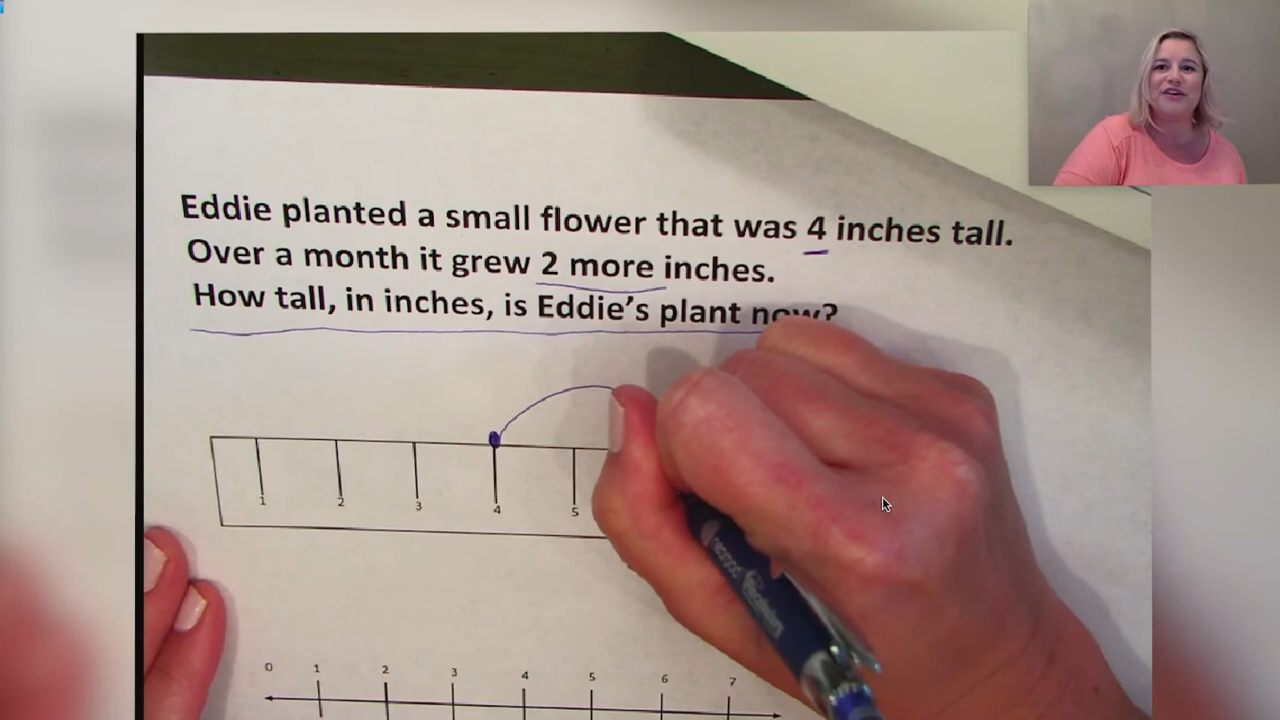 Eddie planted a small flower that was 4 inches tall.
Over a month it grew 2 more inches.
How tall, in inches, is Eddie's plant now?
1 2 3 4 5
0 1 2 3 4 5 6 7